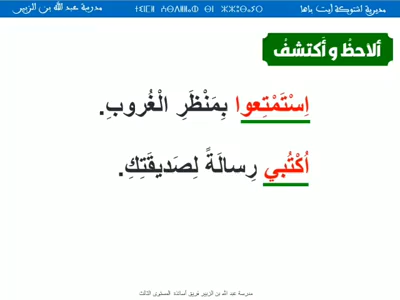 مديرية اشتوكة أيت باها
مدرسة عبد الله بن الزبير
ألاحظُ و أكتشفُ
اِسْتَمْتِعوا بِمَنْظَرِ الْغُروبِ.
اُكْتُبي رِسالَةً لِصَديقَتِكِ.
مدرسة عبد الله بن الزبير فريق أساتذة المستوى الثالث